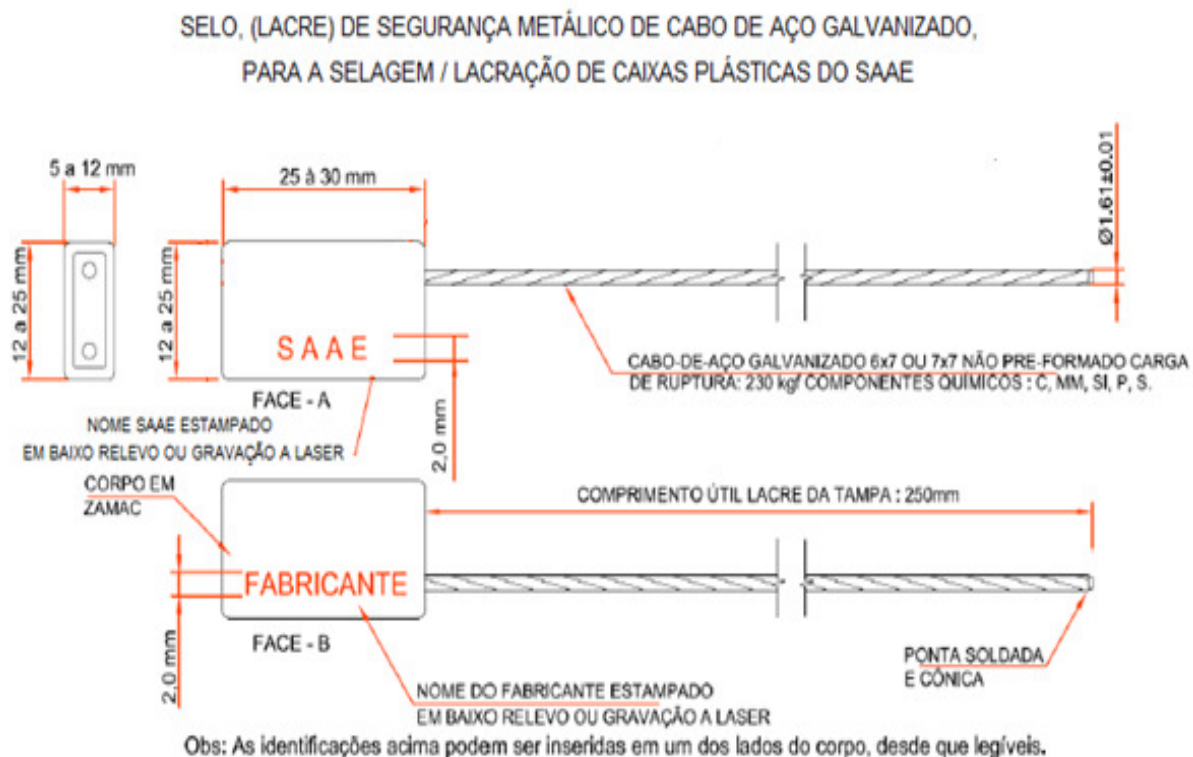 SELO, (LACRE) DE SEGURANÇA METÁLICO DE CABO DE AÇO GALVANIZADO,
PARA A SELAGEM / LACRAÇÃO DE CAIXAS PLÁSTICAS DO SAAE
5 a 12 mm
25 à 30 mm
Ø1.61±0.01
12 a 25 mm
12 a 25 mm
SAAE
CABO-DE-AÇO GALVANIZADO 6x7 OU 7x7 NÃO PRE-FORMADO CARGA
DE RUPTURA: 230 kgf COMPONENTES QUÍMICOS : C, MM, SI, P, S.
FACE - A
2,0 mm
NOME SAAE ESTAMPADO
EM BAIXO RELEVO OU GRAVAÇÃO A LASER
CORPO EM
ZAMAC
COMPRIMENTO ÚTIL LACRE DA TAMPA : 250mm
FABRICANTE
2,0 mm
FACE - B
PONTA SOLDADA
E CÔNICA
NOME DO FABRICANTE ESTAMPADO
EM BAIXO RELEVO OU GRAVAÇÃO A LASER
Obs: As identificações acima podem ser inseridas em um dos lados do corpo, desde que legíveis.